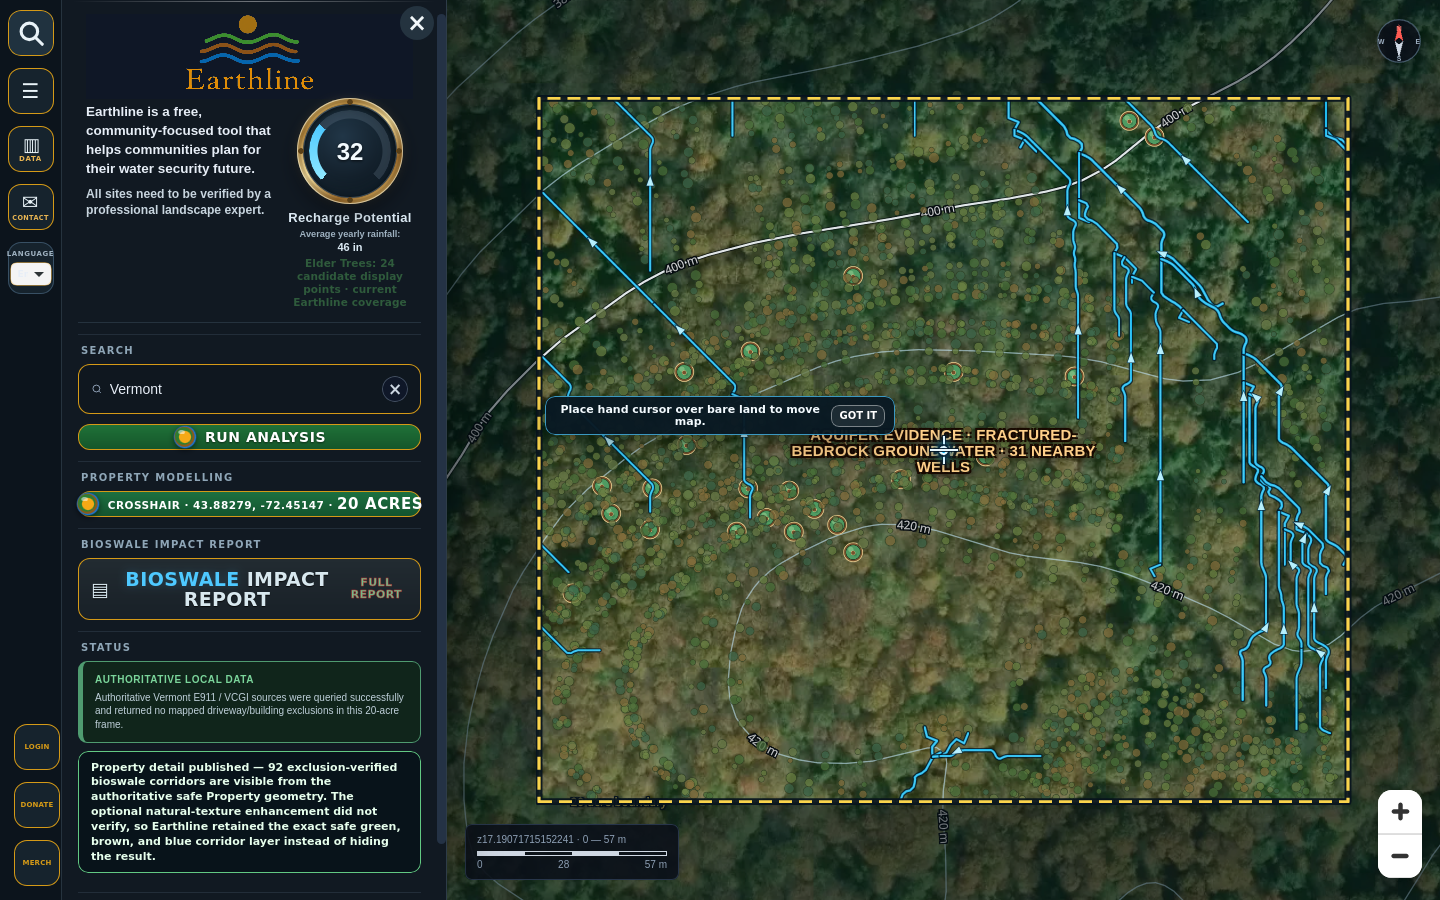 Earthline
Earthline is a free,
community-focused tool that
helps communities plan for
their water security future.
All sites need to be verified by a
professional landscape expert.
32
Recharge Potential
Average yearly rainfall:
46 in
Elder Trees: 24
candidate display
points · current
Earthline coverage
DATA
CONTACT
LANGUAGE
SEARCH
Vermont
RUN ANALYSIS
PROPERTY MODELLING
CROSSHAIR · 43.88279, -72.45147 · 20 ACRES
BIOSWALE IMPACT REPORT
BIOSWALE IMPACT
REPORT
FULL
REPORT
STATUS
AUTHORITATIVE LOCAL DATA
Authoritative Vermont E911 / VCGI sources were queried successfully
and returned no mapped driveway/building exclusions in this 20-acre
frame.
Property detail published — 92 exclusion-verified
bioswale corridors are visible from the
authoritative safe Property geometry. The
optional natural-texture enhancement did not
verify, so Earthline retained the exact safe green,
brown, and blue corridor layer instead of hiding
the result.
LOGIN
DONATE
MERCH
W
E
S
400 m
400 m
400 m
Place hand cursor over bare land to move
map.
GOT IT
AQUIFER EVIDENCE · FRACTURED-
BEDROCK GROUNDWATER · 31 NEARBY
WELLS
420 m
420 m
420 m
420 m
420 m
z17.19071715152241 · 0 — 57 m
0
28
57 m